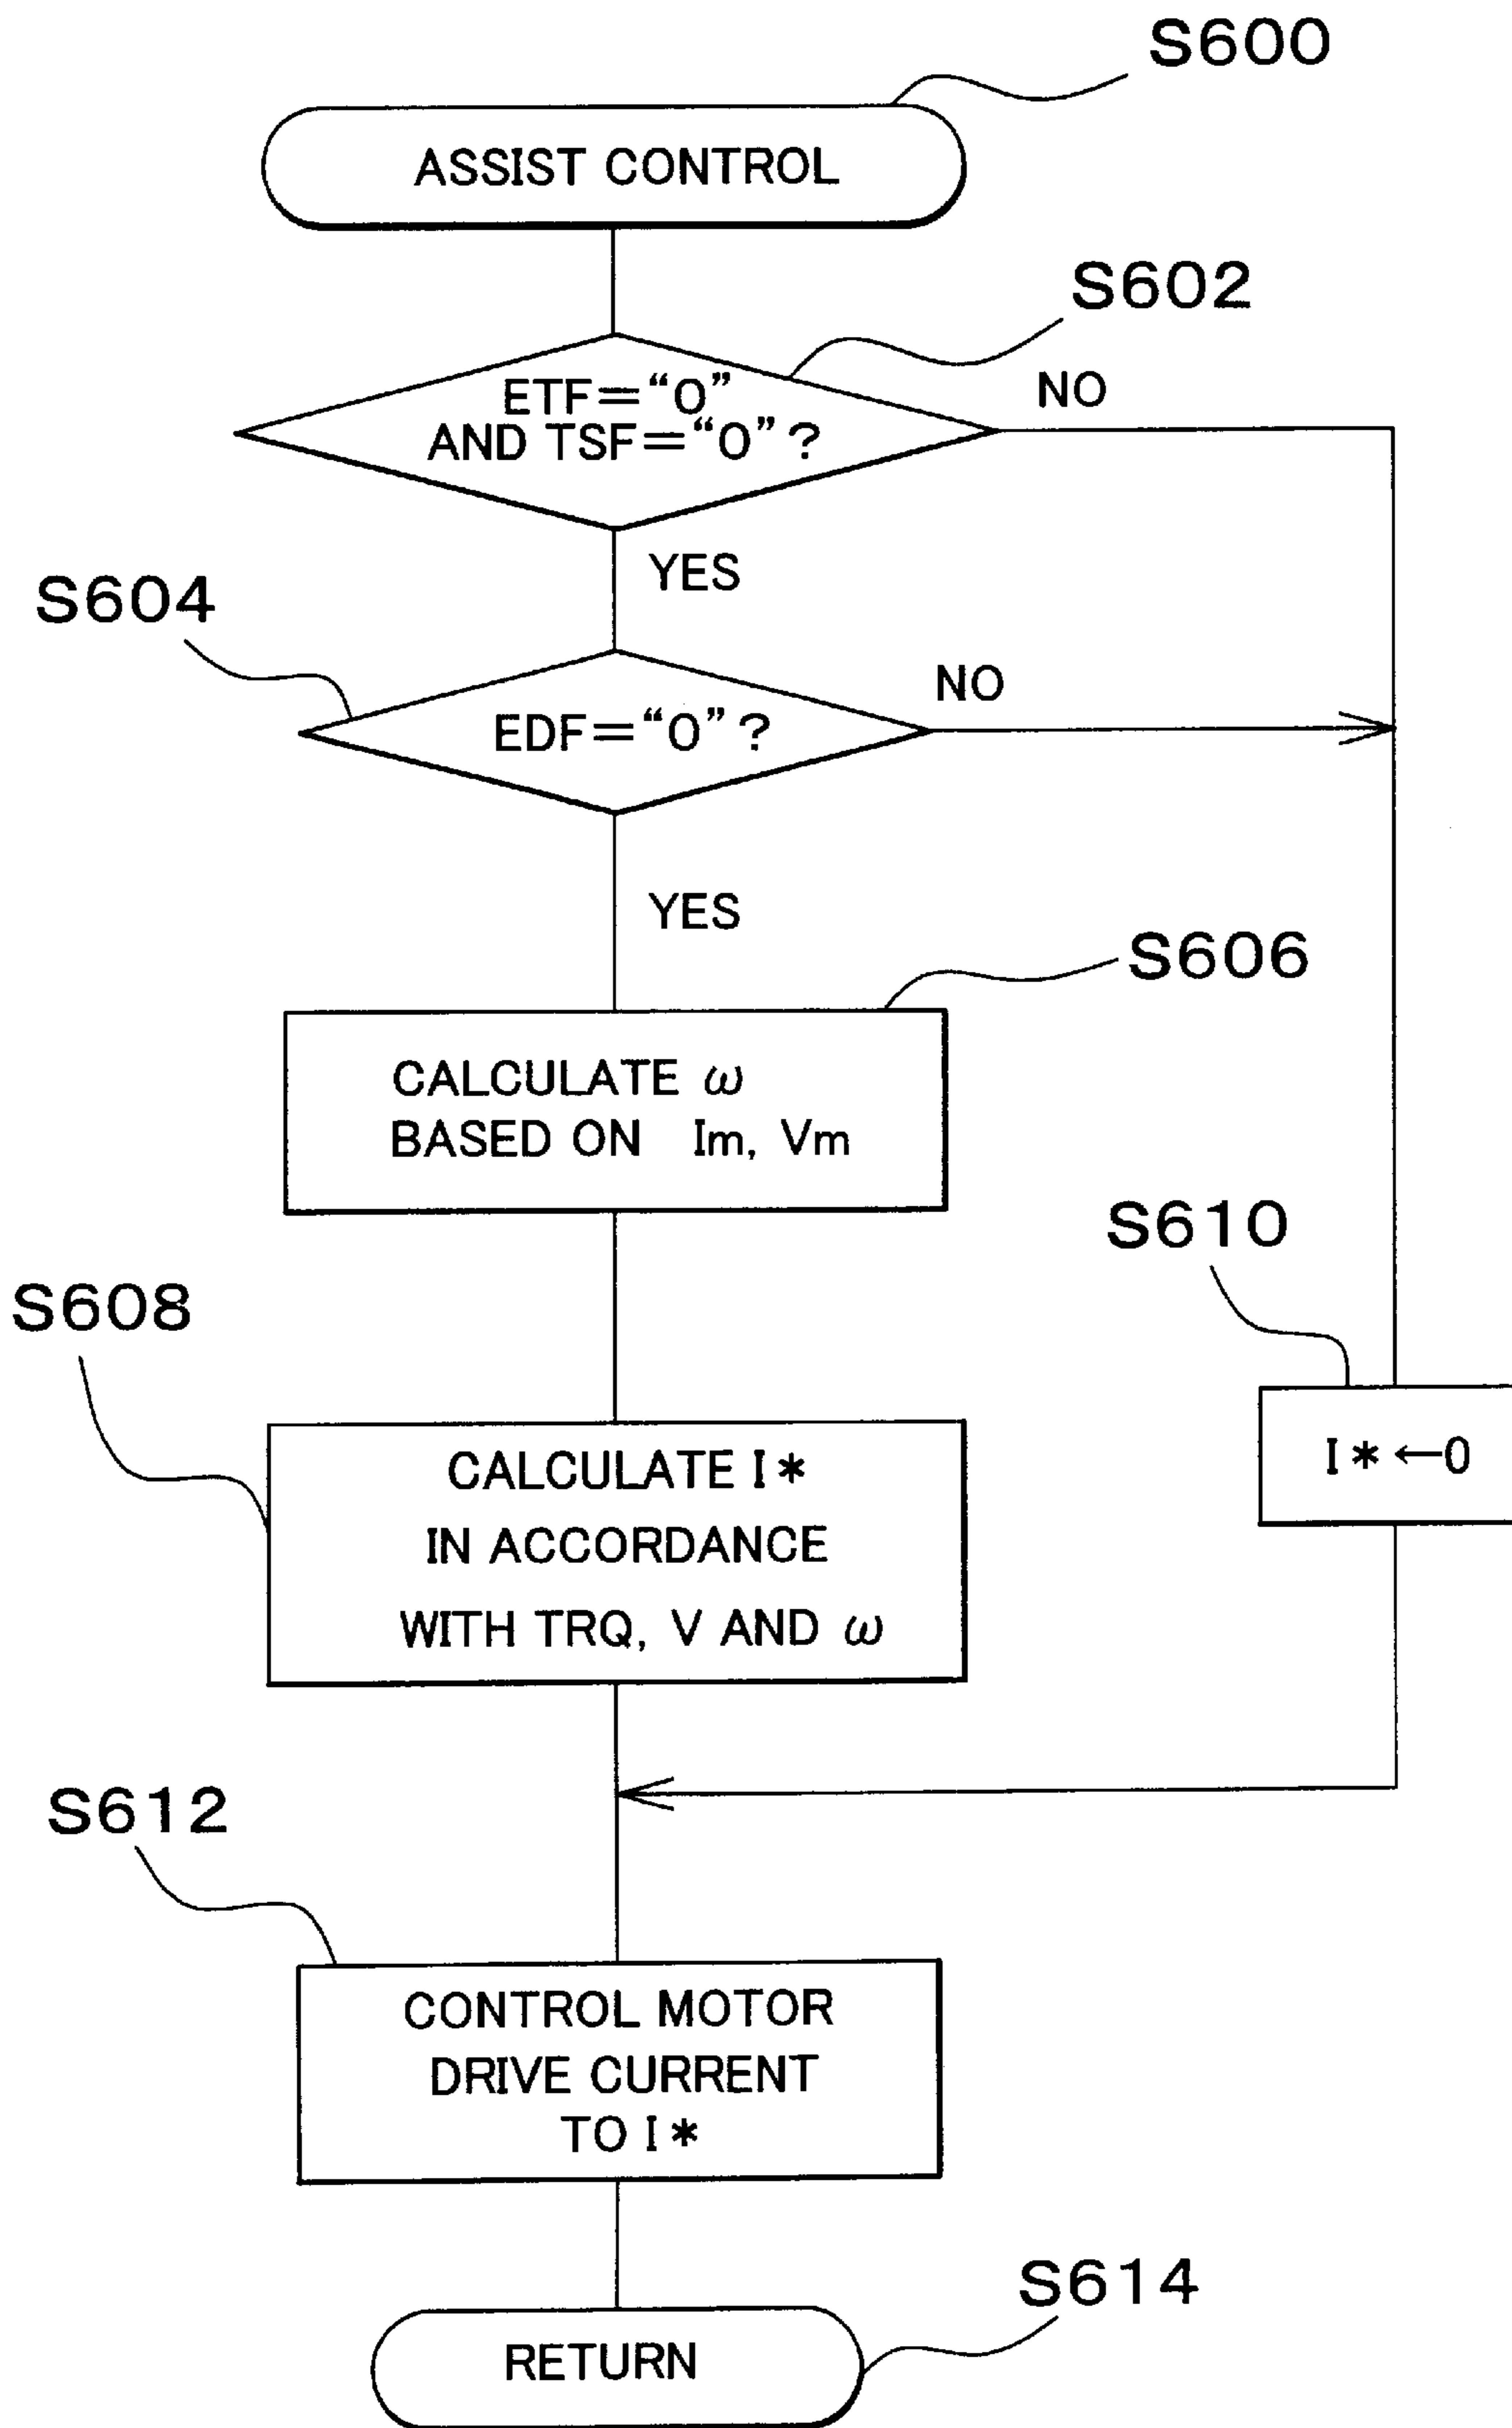 S600
ASSIST CONTROL
S602
ETF="0"
AND TSF="0"?
NO
YES
S604
EDF="0"?
NO
YES
S606
CALCULATE ω
BASED ON Im, Vm
S608
CALCULATE I*
IN ACCORDANCE
WITH TRQ, V AND ω
S610
I*←0
S612
CONTROL MOTOR
DRIVE CURRENT
TO I*
S614
RETURN